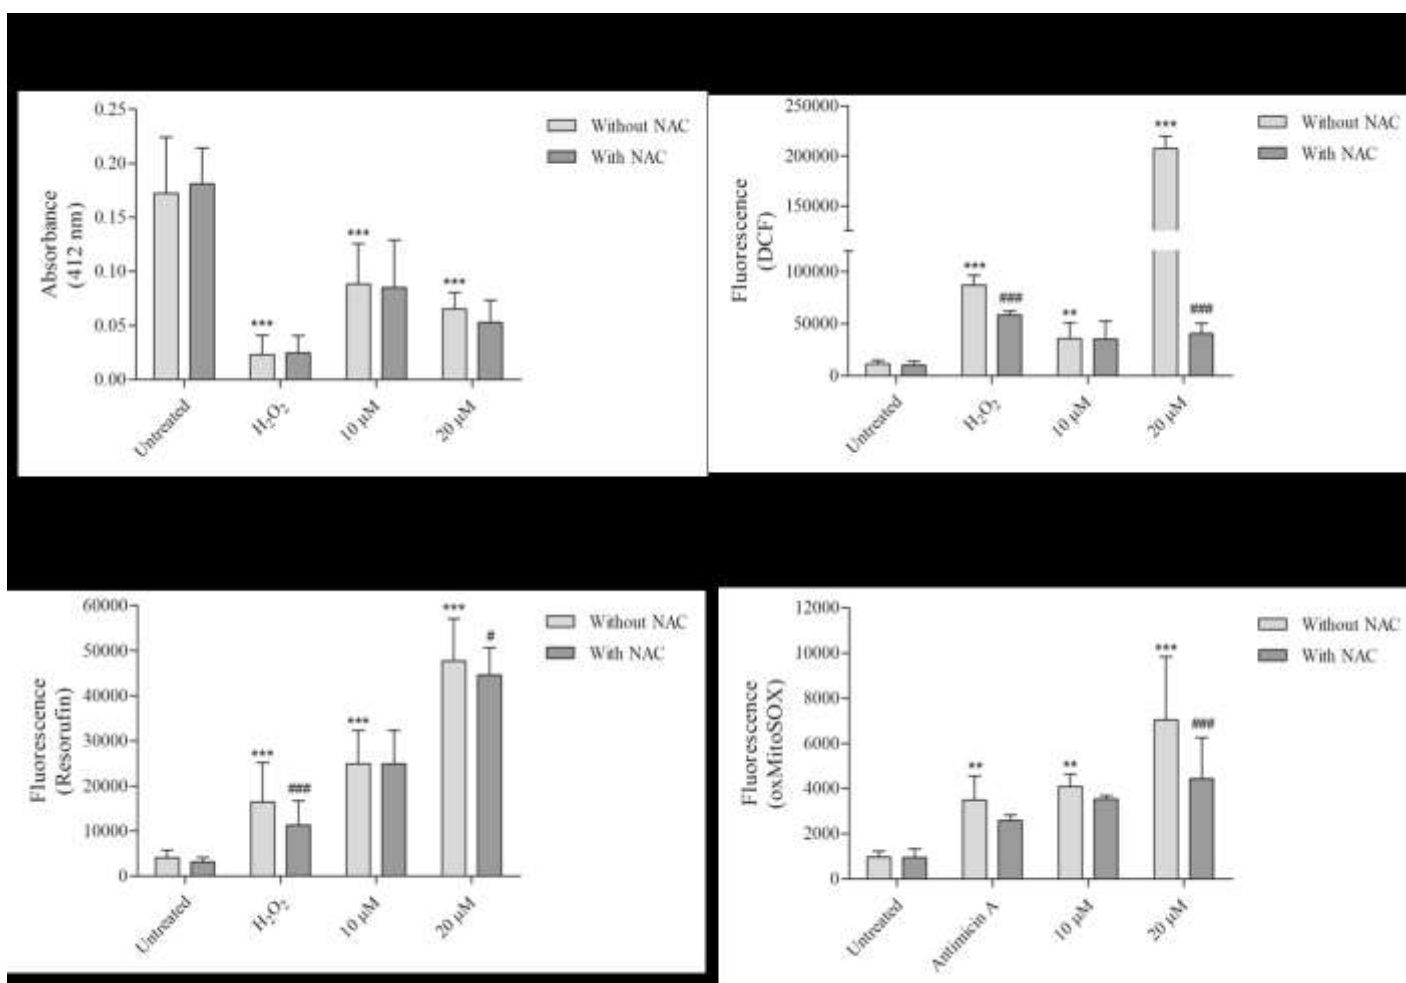 0.25
0.20
0.15
0.10
0.05
0.00
Absorbance
(412 nm)
Without NAC
With NAC
***
***
***
Untreated
H₂O₂
10 µM
20 µM
250000
200000
150000
100000
50000
0
Fluorescence
(DCF)
Without NAC
With NAC
***
###
**
***
###
Untreated
H₂O₂
10 µM
20 µM
60000
50000
40000
30000
20000
10000
0
Fluorescence
(Resorufin)
Without NAC
With NAC
***
###
***
***
#
Untreated
H₂O₂
10 µM
20 µM
12000
10000
8000
6000
4000
2000
0
Fluorescence
(oxMitoSOX)
Without NAC
With NAC
**
**
***
###
Untreated
Antimicin A
10 µM
20 µM